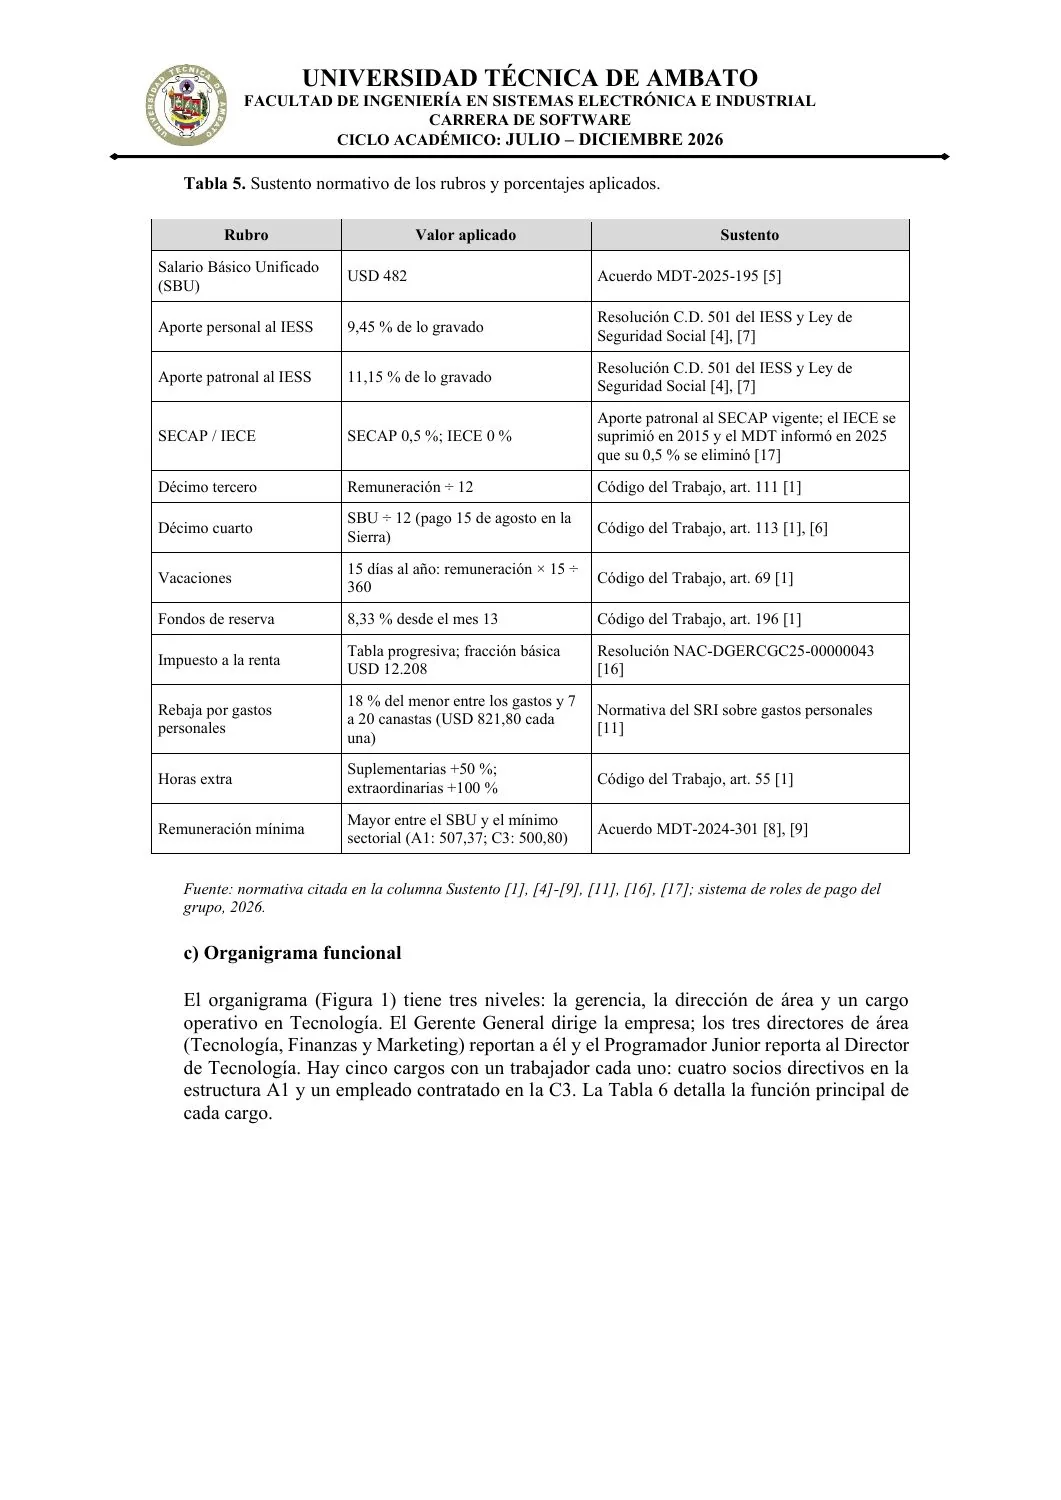 UNIVERSIDAD TÉCNICA DE AMBATO
FACULTAD DE INGENIERÍA EN SISTEMAS ELECTRÓNICA E INDUSTRIAL
CARRERA DE SOFTWARE
CICLO ACADÉMICO: JULIO – DICIEMBRE 2026
UNIVERSIDAD TECNICA DE AMBATO
Tabla 5. Sustento normativo de los rubros y porcentajes aplicados.
Rubro Valor aplicado Sustento
Salario Básico Unificado
(SBU)
USD 482
Acuerdo MDT-2025-195 [5]
Aporte personal al IESS
9,45 % de lo gravado
Resolución C.D. 501 del IESS y Ley de
Seguridad Social [4], [7]
Aporte patronal al IESS
11,15 % de lo gravado
Resolución C.D. 501 del IESS y Ley de
Seguridad Social [4], [7]
SECAP / IECE
SECAP 0,5 %; IECE 0 %
Aporte patronal al SECAP vigente; el IECE se
suprimió en 2015 y el MDT informó en 2025
que su 0,5 % se eliminó [17]
Décimo tercero
Remuneración ÷ 12
Código del Trabajo, art. 111 [1]
Décimo cuarto
SBU ÷ 12 (pago 15 de agosto en la
Sierra)
Código del Trabajo, art. 113 [1], [6]
Vacaciones
15 días al año: remuneración × 15 ÷
360
Código del Trabajo, art. 69 [1]
Fondos de reserva
8,33 % desde el mes 13
Código del Trabajo, art. 196 [1]
Impuesto a la renta
Tabla progresiva; fracción básica
USD 12.208
Resolución NAC-DGERCGC25-00000043
[16]
Rebaja por gastos
personales
18 % del menor entre los gastos y 7
a 20 canastas (USD 821,80 cada
una)
Normativa del SRI sobre gastos personales
[11]
Horas extra
Suplementarias +50 %;
extraordinarias +100 %
Código del Trabajo, art. 55 [1]
Remuneración mínima
Mayor entre el SBU y el mínimo
sectorial (A1: 507,37; C3: 500,80)
Acuerdo MDT-2024-301 [8], [9]
Fuente: normativa citada en la columna Sustento [1], [4]-[9], [11], [16], [17]; sistema de roles de pago del
grupo, 2026.
c) Organigrama funcional
El organigrama (Figura 1) tiene tres niveles: la gerencia, la dirección de área y un cargo
operativo en Tecnología. El Gerente General dirige la empresa; los tres directores de área
(Tecnología, Finanzas y Marketing) reportan a él y el Programador Junior reporta al Director
de Tecnología. Hay cinco cargos con un trabajador cada uno: cuatro socios directivos en la
estructura A1 y un empleado contratado en la C3. La Tabla 6 detalla la función principal de
cada cargo.